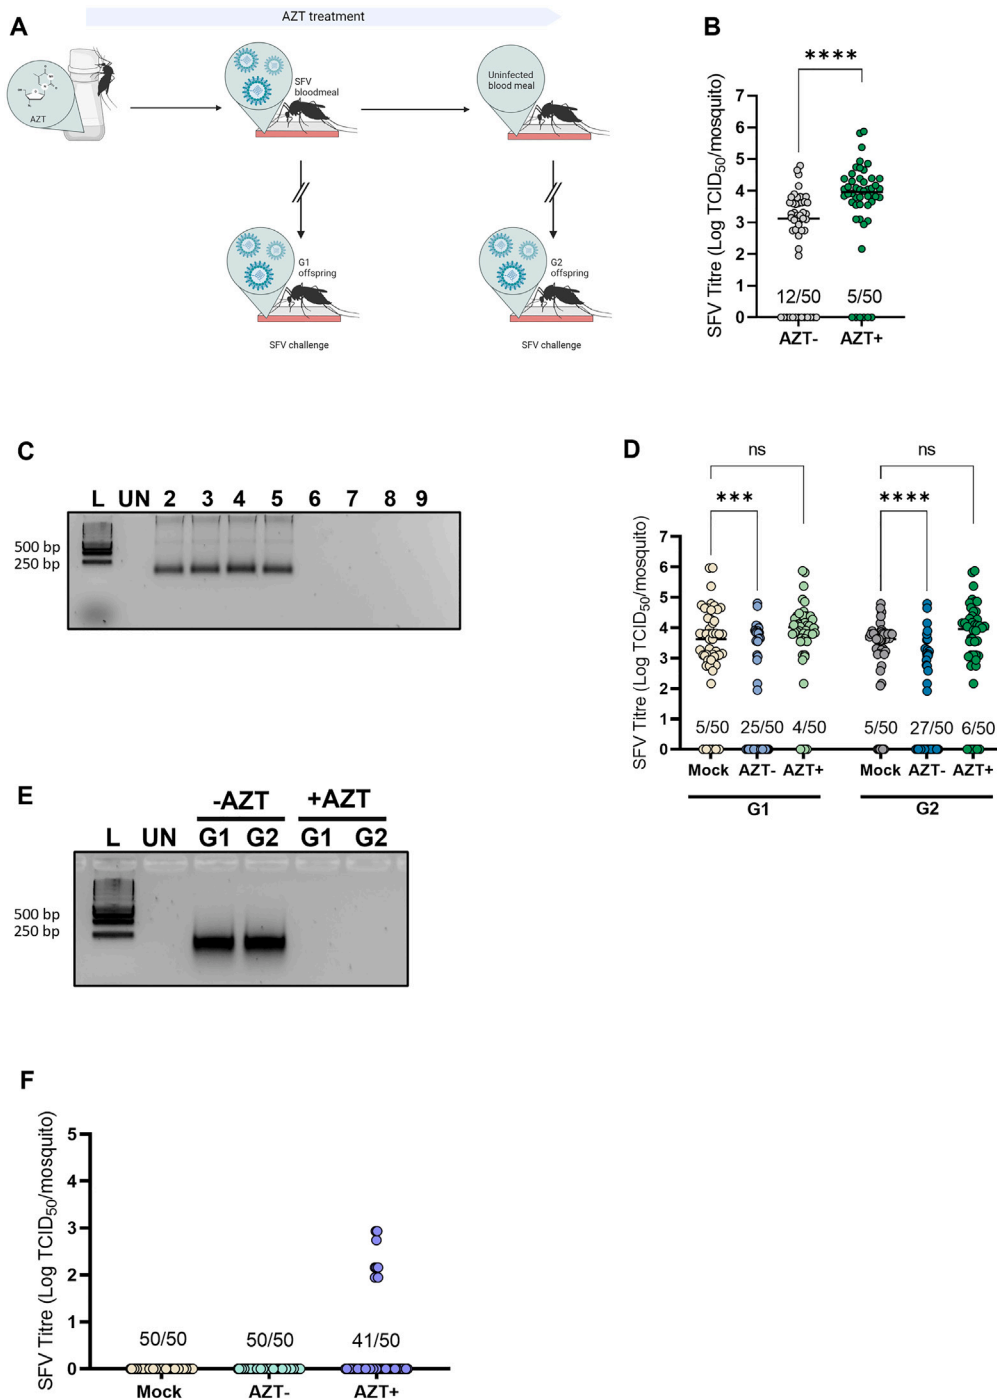 A
AZT treatment
AZT
SFV
bloodmeal
Uninfected
blood meal
G1
offspring
G2
offspring
SFV challenge
SFV challenge
B
****
SFV Titre (Log TCID50/mosquito)
7
6
5
4
3
2
1
0
12/50 5/50
AZT- AZT+
C
L UN 2 3 4 5 6 7 8 9
500 bp
250 bp
D
ns ns
*** ****
SFV Titre (Log TCID50/mosquito)
7
6
5
4
3
2
1
0
5/50 25/50 4/50 5/50 27/50 6/50
Mock AZT- AZT+ Mock AZT- AZT+
G1 G2
E
-AZT +AZT
L UN G1 G2 G1 G2
500 bp
250 bp
F
SFV Titre (Log TCID50/mosquito)
5
4
3
2
1
0
50/50 50/50 41/50
Mock AZT- AZT+